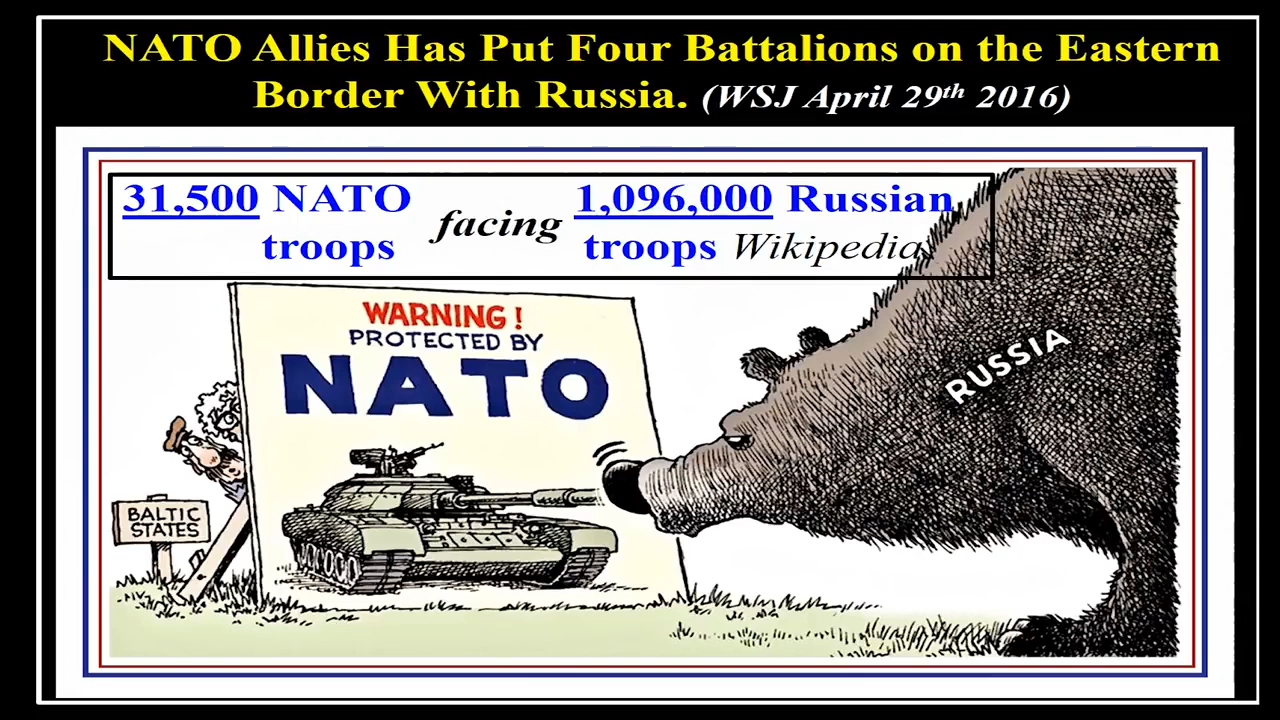 NATO Allies Has Put Four Battalions on the Eastern
Border With Russia. (WSJ April 29th 2016)
31,500 NATO
troops
facing
1,096,000 Russian
troops Wikipedia
WARNING!
PROTECTED BY
NATO
RUSSIA
BALTIC
STATES